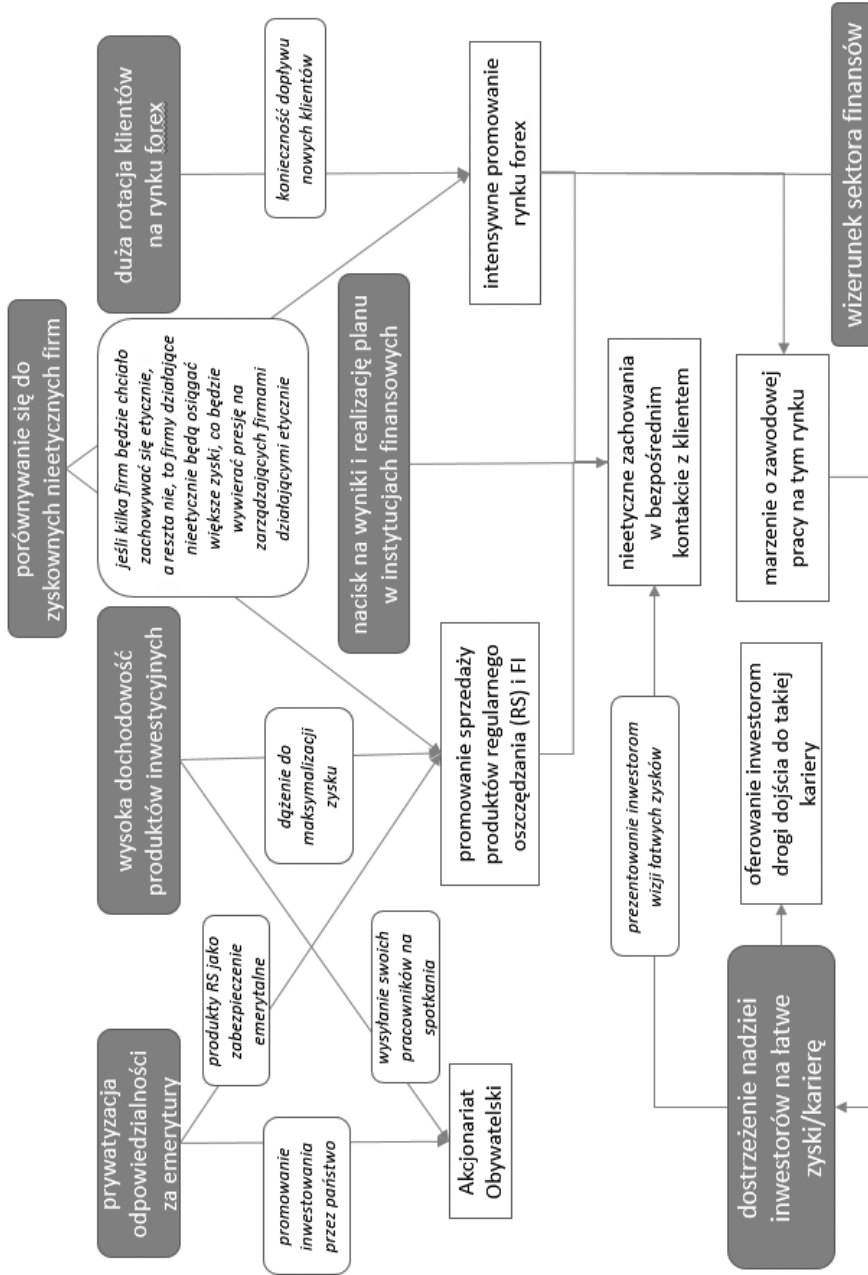 porównywanie się do
zyskownych nieetycznych firm
prywatyzacja
odpowiedzialności
za emerytury
wysoka dochodowość
produktów inwestycyjnych
duża rotacja klientów
na rynku forex
jeśli kilka firm będzie chciało
zachowywać się etycznie,
a reszta nie, to firmy działające
nieetycznie będą osiągać
większe zyski, co będzie
wywierać presję na
zarządzających firmami
działającymi etycznie
produkty RS jako
zabezpieczenie
emerytalne
promowanie
inwestowania
przez państwo
dążenie do
maksymalizacji
zysku
konieczność dopływu
nowych klientów
wysyłanie swoich
pracowników na
spotkania
nacisk na wyniki i realizację planu
w instytucjach finansowych
Akcjonariat
Obywatelski
promowanie sprzedaży
produktów regularnego
oszczędzania (RS) i FI
intensywne promowanie
rynku forex
prezentowanie inwestorom
wizji łatwych zysków
nieetyczne zachowania
w bezpośrednim
kontakcie z klientem
dostrzeżenie nadziei
inwestorów na łatwe
zyski/karierę
oferowanie inwestorom
drogi dojścia do takiej
kariery
marzenie o zawodowej
pracy na tym rynku
wizerunek sektora finansów